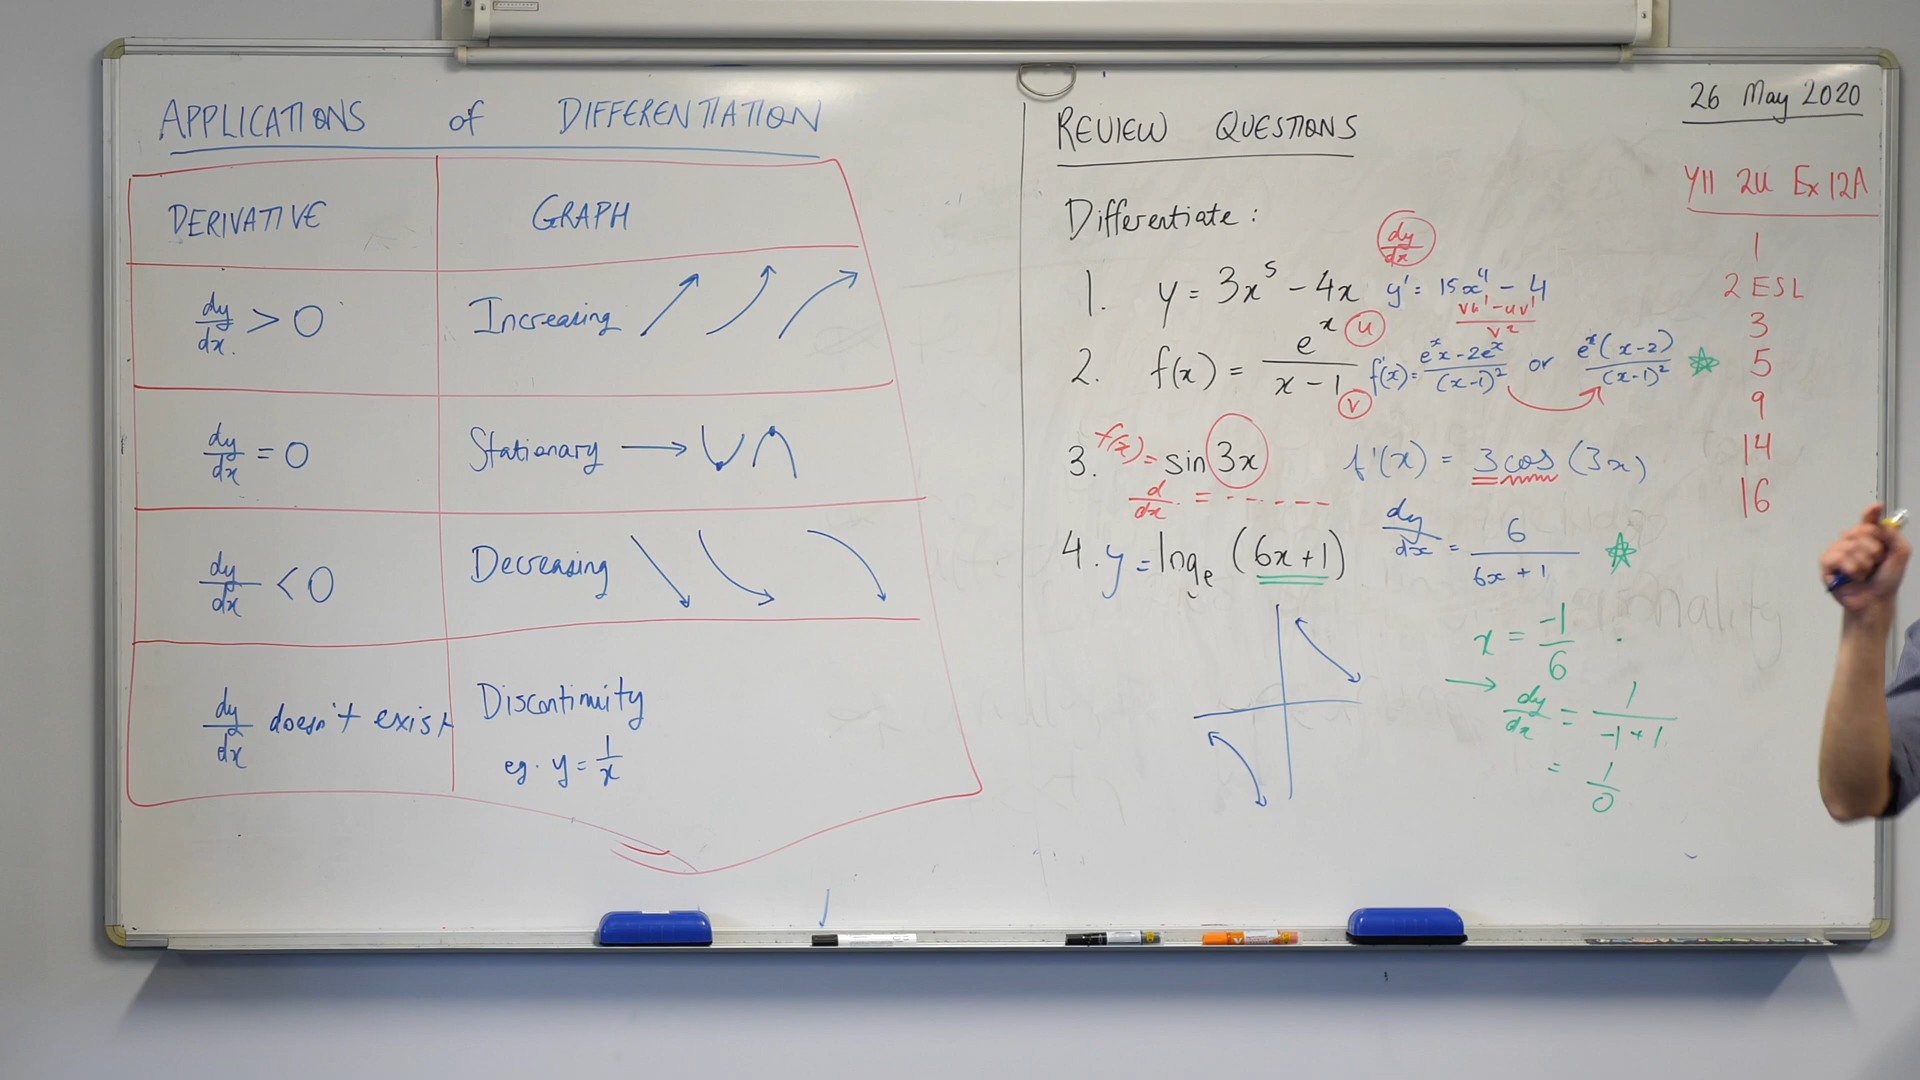 APPLICATIONS of DIFFERENTIATION
DERIVATIVE GRAPH
dy/dx > 0 Increasing
dy/dx = 0 Stationary →
dy/dx < 0 Decreasing
dy/dx doesn't exist Discontinuity
eg. y = 1/x
REVIEW QUESTIONS
Differentiate:
dy/dx
1. y = 3x⁵ - 4x y' = 15x⁴ - 4
vu' - uv' / v²
2. f(x) = eˣ/(x - 1) f'(x) = (eˣx - 2eˣ)/(x-1)² or eˣ(x-2)/(x-1)²
u
v
3. f(x) = sin 3x f'(x) = 3cos (3x)
d/dx = - - - - - -
4. y = log e (6x + 1) dy/dx = 6/(6x + 1)
x = -1/6
→ dy/dx = 1/(-1+1)
= 1/0
26 May 2020
Y11 2U Ex 12A
1
2 ESL
3
5
9
14
16